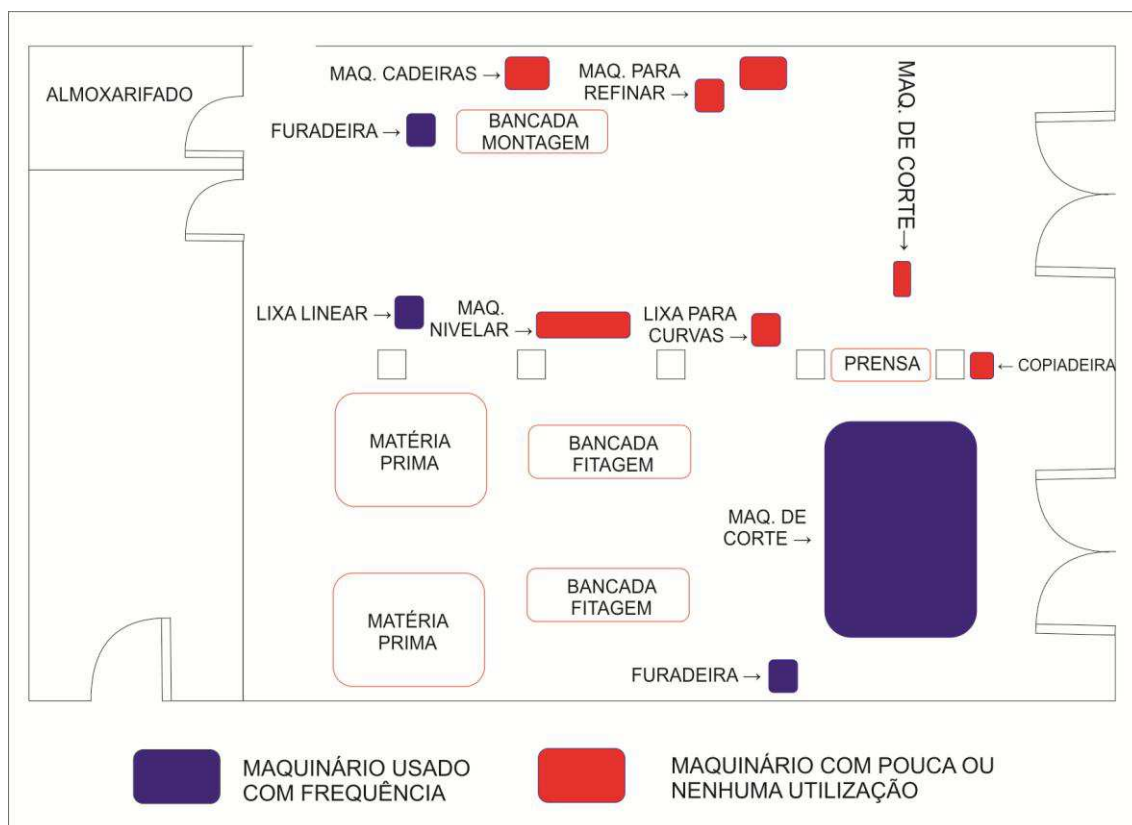 ALMOXARIFADO
MAQ. CADEIRAS →
MAQ. PARA
REFINAR →
MAQ. DE CORTE →
FURADEIRA →
BANCADA
MONTAGEM
LIXA LINEAR →
MAQ.
NIVELAR →
LIXA PARA
CURVAS →
PRENSA
← COPIADEIRA
MATÉRIA
PRIMA
BANCADA
FITAGEM
MAQ. DE
CORTE →
MATÉRIA
PRIMA
BANCADA
FITAGEM
FURADEIRA →
MAQUINÁRIO USADO
COM FREQUÊNCIA
MAQUINÁRIO COM POUCA OU
NENHUMA UTILIZAÇÃO